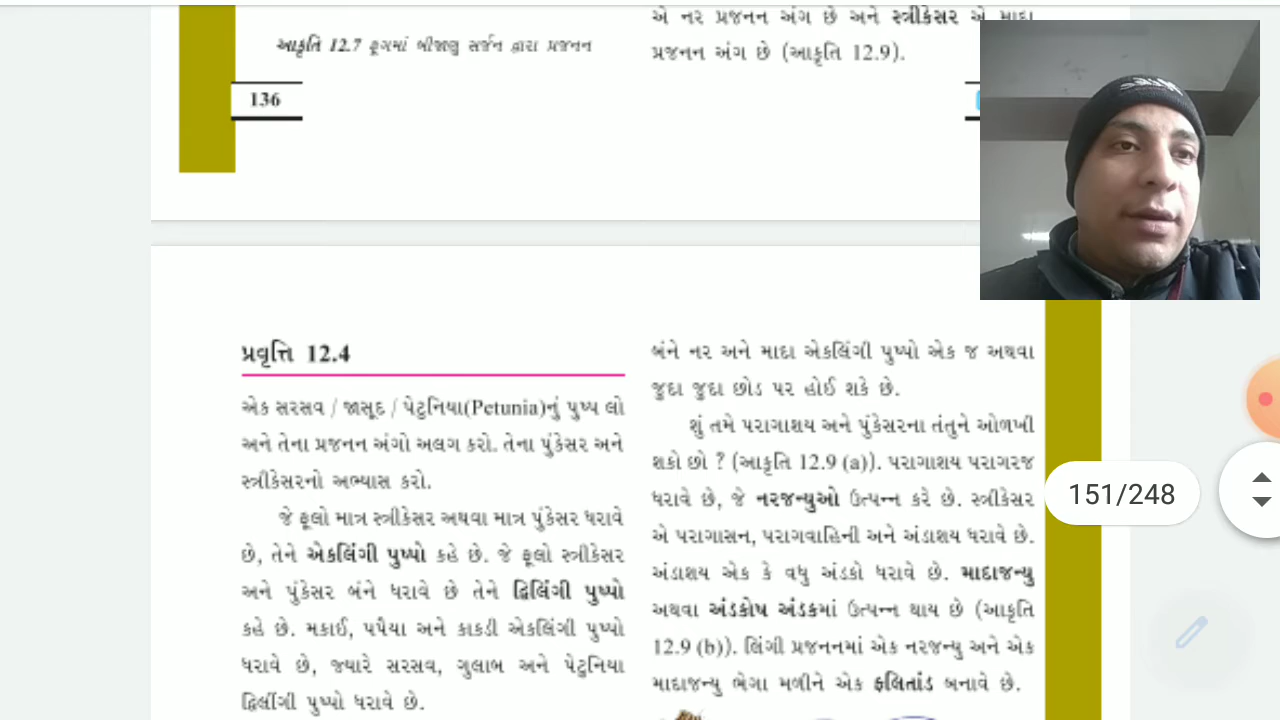 આકૃતિ 12.7 ફૂગમાં બીજાણુ સર્જન દ્વારા પ્રજનન
136
એ નર પ્રજનન અંગ છે અને સ્ત્રીકેસર એ માદા
પ્રજનન અંગ છે (આકૃતિ 12.9).
પ્રવૃત્તિ 12.4
એક સરસવ / જાસૂદ / પેટુનિયા(Petunia)નું પુષ્પ લો
અને તેના પ્રજનન અંગો અલગ કરો. તેના પુંકેસર અને
સ્ત્રીકેસરનો અભ્યાસ કરો.
જે ફૂલો માત્ર સ્ત્રીકેસર અથવા માત્ર પુંકેસર ધરાવે
છે, તેને એકલિંગી પુષ્પો કહે છે. જે ફૂલો સ્ત્રીકેસર
અને પુંકેસર બંને ધરાવે છે તેને દ્વિલિંગી પુષ્પો
કહે છે. મકાઈ, પપૈયા અને કાકડી એકલિંગી પુષ્પો
ધરાવે છે, જ્યારે સરસવ, ગુલાબ અને પેટુનિયા
દ્વિલીંગી પુષ્પો ધરાવે છે.
બંને નર અને માદા એકલિંગી પુષ્પો એક જ અથવા
જુદા જુદા છોડ પર હોઈ શકે છે.
શું તમે પરાગાશય અને પુંકેસરના તંતુને ઓળખી
શકો છો ? (આકૃતિ 12.9 (a)). પરાગાશય પરાગરજ
ધરાવે છે, જે નરજન્યુઓ ઉત્પન્ન કરે છે. સ્ત્રીકેસર
એ પરાગાસન, પરાગવાહિની અને અંડાશય ધરાવે છે.
અંડાશય એક કે વધુ અંડકો ધરાવે છે. માદાજન્યુ
અથવા અંડકોષ અંડકમાં ઉત્પન્ન થાય છે (આકૃતિ
12.9 (b)). લિંગી પ્રજનનમાં એક નરજન્યુ અને એક
માદાજન્યુ ભેગા મળીને એક ફલિતાંડ બનાવે છે.
151/248